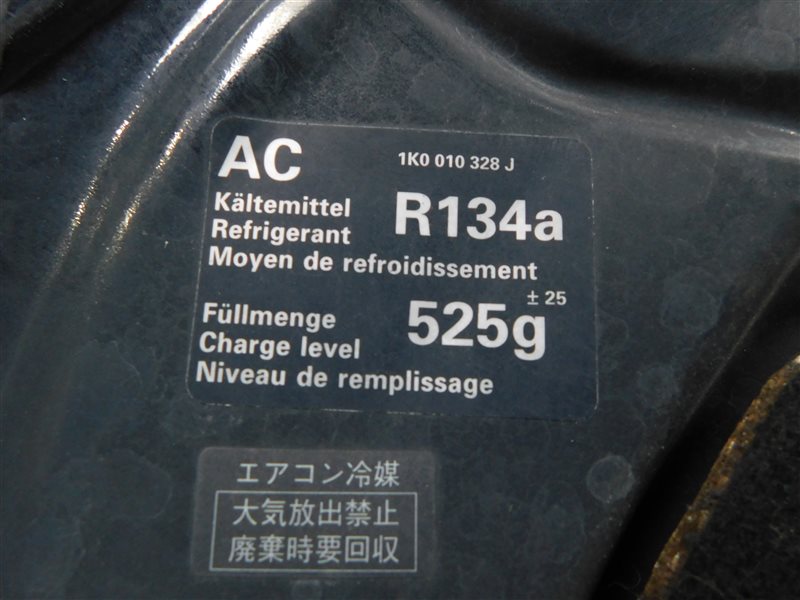 AC 1K0 010 328 J
Kältemittel R134a
Refrigerant
Moyen de refroidissement
± 25
Füllmenge 525g
Charge level
Niveau de remplissage
エアコン冷媒
大気放出禁止
廃棄時要回収